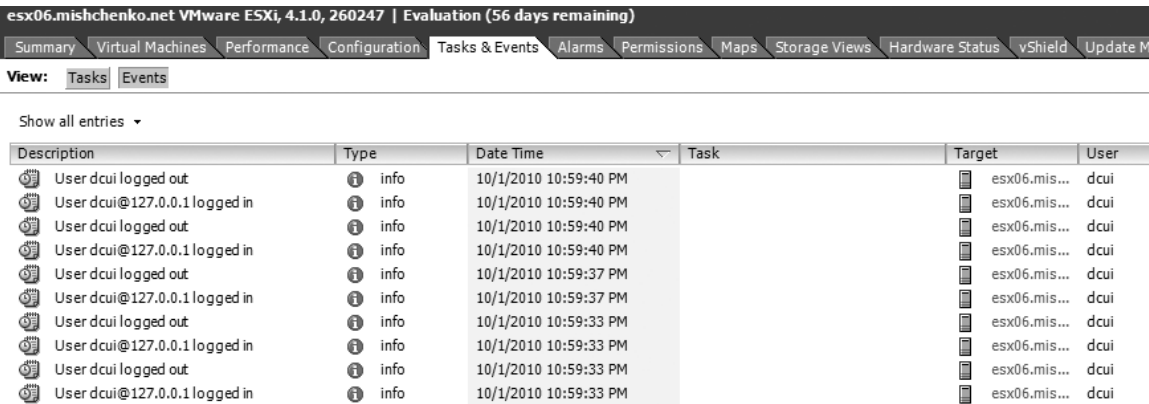 esx06.mishchenko.net VMware ESXi, 4.1.0, 260247 | Evaluation (56 days remaining)
Summary Virtual Machines Performance Configuration Tasks & Events Alarms Permissions Maps Storage Views Hardware Status vShield Update M
View: Tasks Events
Show all entries
Description Type Date Time Task Target User
User dcui logged out info 10/1/2010 10:59:40 PM esx06.mis... dcui
User dcui@127.0.0.1 logged in info 10/1/2010 10:59:40 PM esx06.mis... dcui
User dcui logged out info 10/1/2010 10:59:40 PM esx06.mis... dcui
User dcui@127.0.0.1 logged in info 10/1/2010 10:59:40 PM esx06.mis... dcui
User dcui logged out info 10/1/2010 10:59:37 PM esx06.mis... dcui
User dcui@127.0.0.1 logged in info 10/1/2010 10:59:37 PM esx06.mis... dcui
User dcui logged out info 10/1/2010 10:59:33 PM esx06.mis... dcui
User dcui@127.0.0.1 logged in info 10/1/2010 10:59:33 PM esx06.mis... dcui
User dcui logged out info 10/1/2010 10:59:33 PM esx06.mis... dcui
User dcui@127.0.0.1 logged in info 10/1/2010 10:59:33 PM esx06.mis... dcui